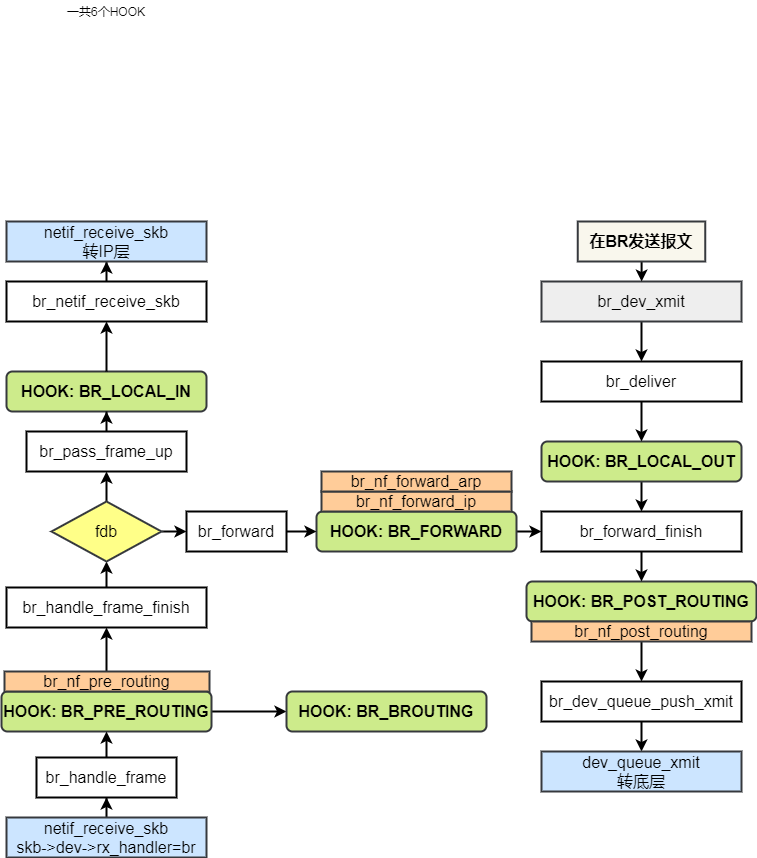 一共6个HOOK
netif_receive_skb
转IP层
br_netif_receive_skb
HOOK: BR_LOCAL_IN
br_pass_frame_up
fdb
br_forward
br_nf_forward_arp
br_nf_forward_ip
HOOK: BR_FORWARD
br_handle_frame_finish
br_nf_pre_routing
HOOK: BR_PRE_ROUTING
HOOK: BR_BROUTING
br_handle_frame
netif_receive_skb
skb->dev->rx_handler=br
在BR发送报文
br_dev_xmit
br_deliver
HOOK: BR_LOCAL_OUT
br_forward_finish
HOOK: BR_POST_ROUTING
br_nf_post_routing
br_dev_queue_push_xmit
dev_queue_xmit
转底层